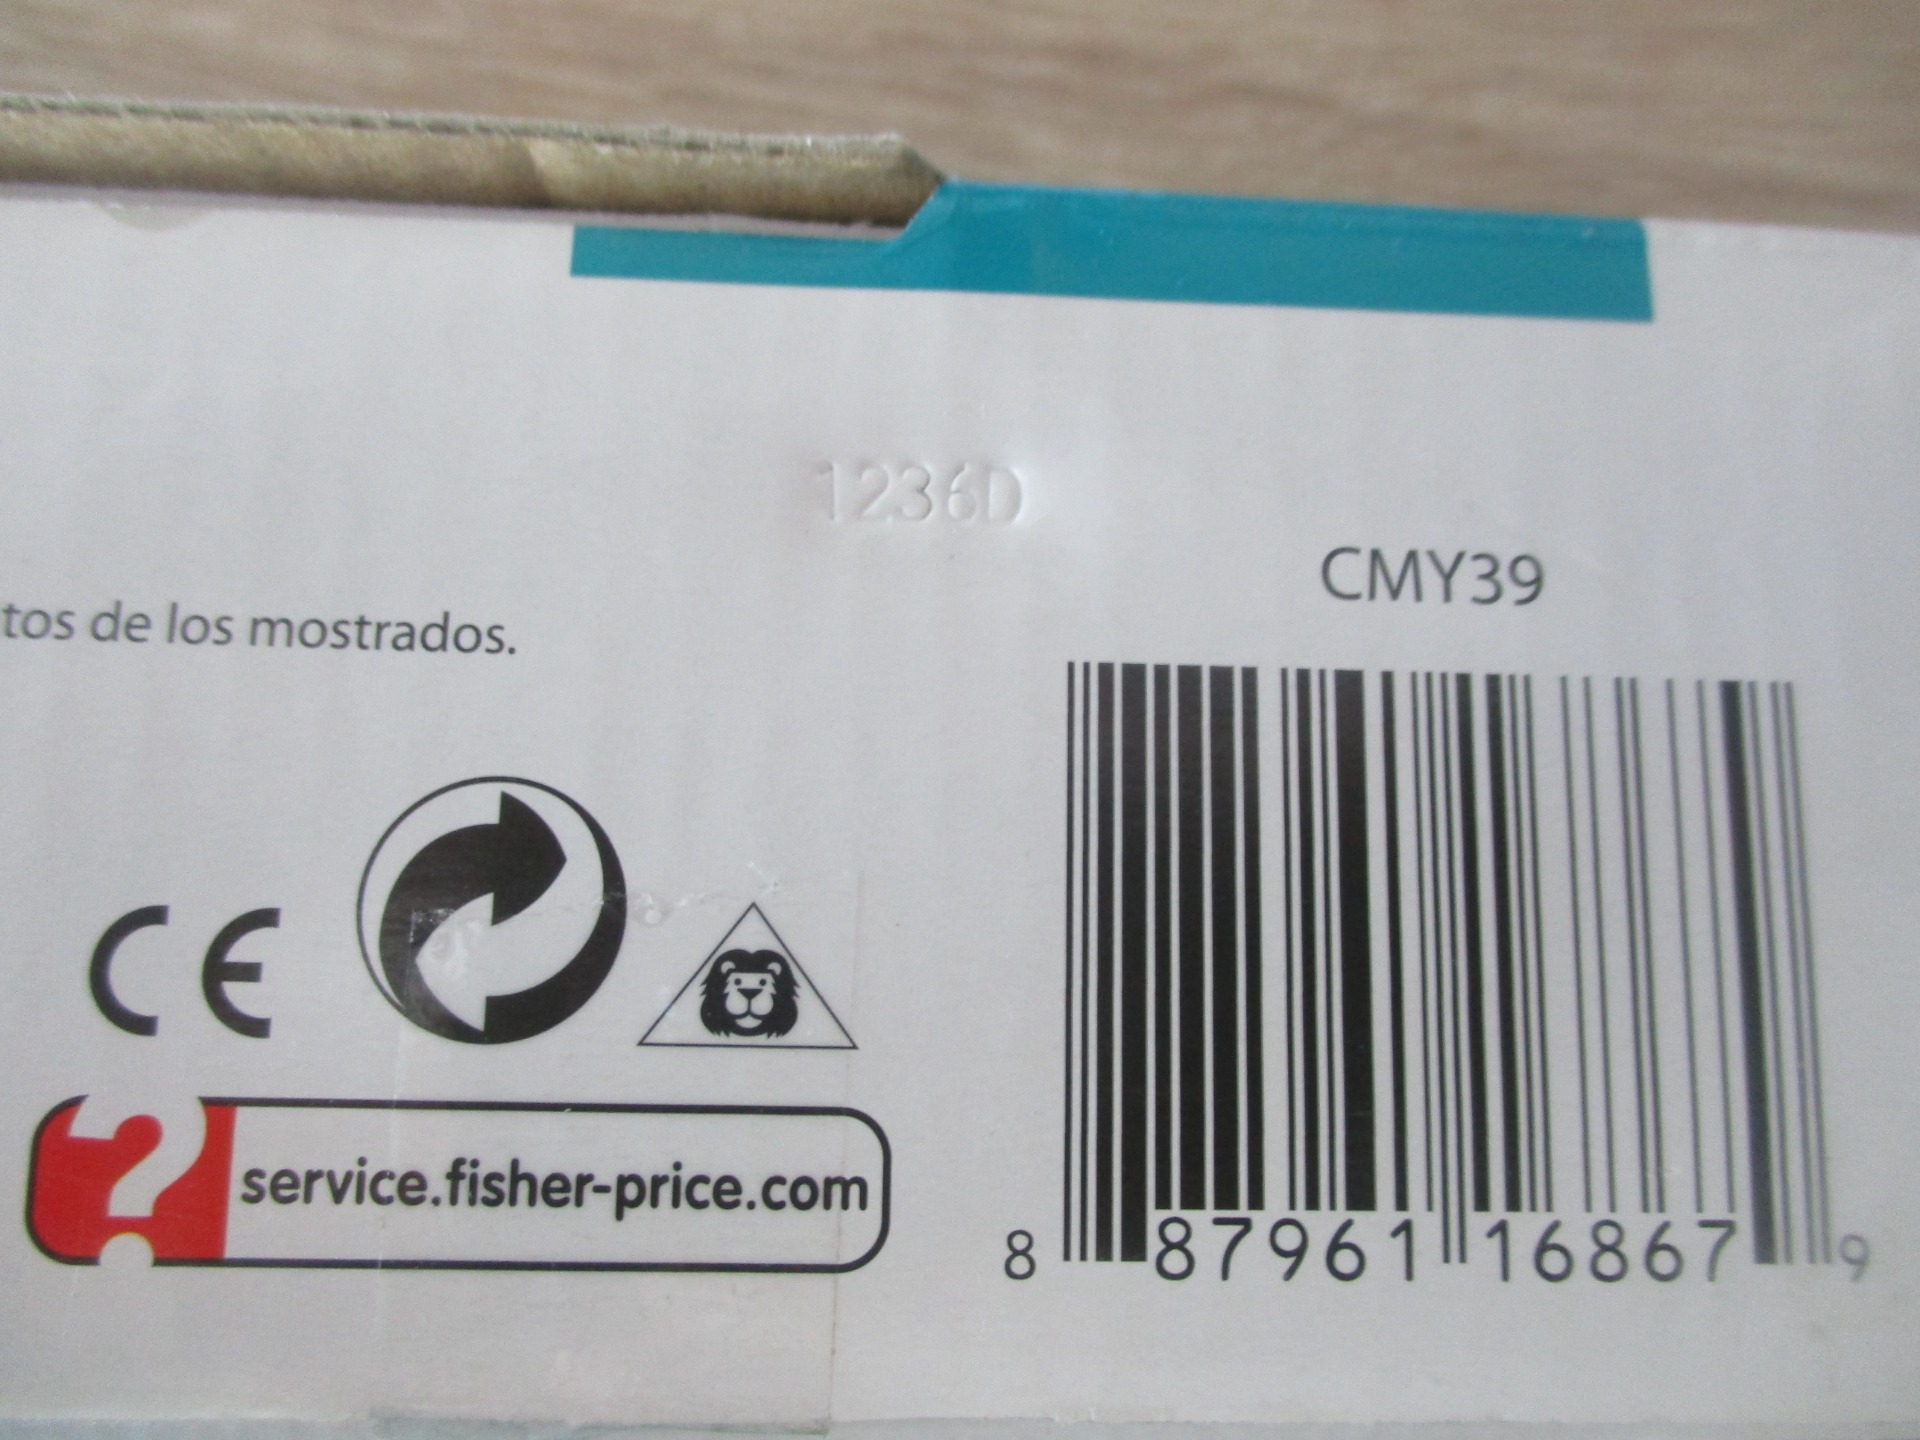 1236D
CMY39
tos de los mostrados.
CE
service.fisher-price.com
8 87961 16867 9